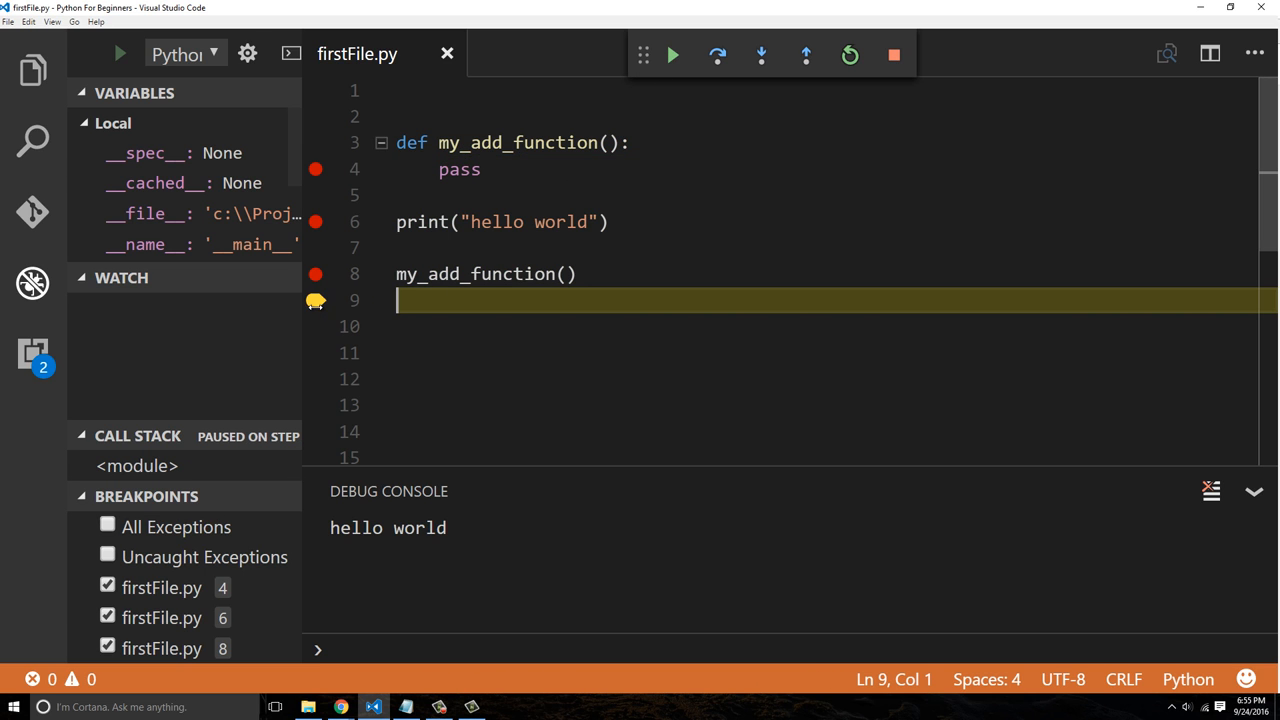 firstFile.py - Python For Beginners - Visual Studio Code
File Edit View Go Help
Python
firstFile.py
VARIABLES
Local
__spec__: None
__cached__: None
__file__: 'c:\\Proj...
__name__: '__main__'
WATCH
CALL STACK PAUSED ON STEP
<module>
BREAKPOINTS
All Exceptions
Uncaught Exceptions
firstFile.py 4
firstFile.py 6
firstFile.py 8
2
1
2
3 def my_add_function():
4 pass
5
6 print("hello world")
7
8 my_add_function()
9
10
11
12
13
14
15
DEBUG CONSOLE
hello world
0 0
Ln 9, Col 1 Spaces: 4 UTF-8 CRLF Python
I'm Cortana. Ask me anything.
6:55 PM
9/24/2016